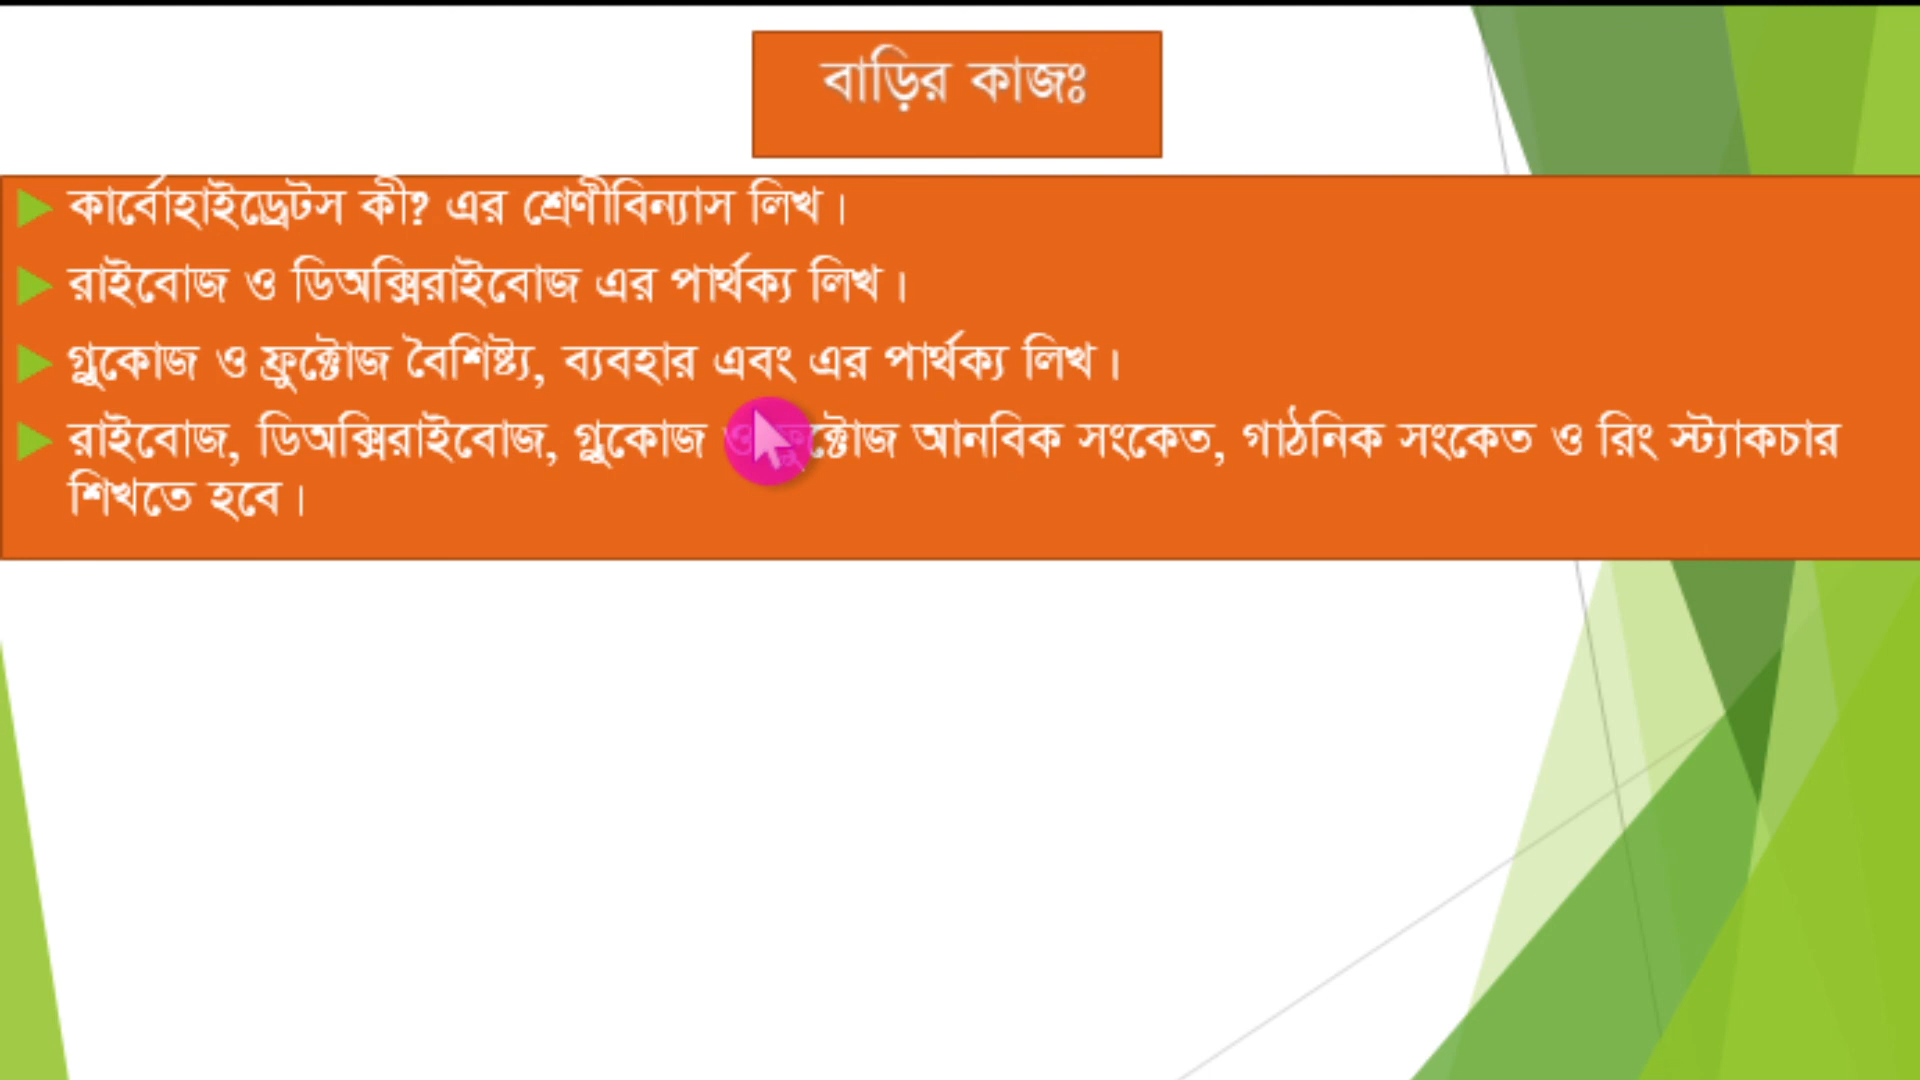 বাড়ির কাজঃ
কার্বোহাইড্রেটস কী? এর শ্রেণীবিন্যাস লিখ।
রাইবোজ ও ডিঅক্সিরাইবোজ এর পার্থক্য লিখ।
গ্লুকোজ ও ফ্রুক্টোজ বৈশিষ্ট্য, ব্যবহার এবং এর পার্থক্য লিখ।
রাইবোজ, ডিঅক্সিরাইবোজ, গ্লুকোজ ও ফ্রুক্টোজ আনবিক সংকেত, গাঠনিক সংকেত ও রিং স্ট্যাকচার
শিখতে হবে।